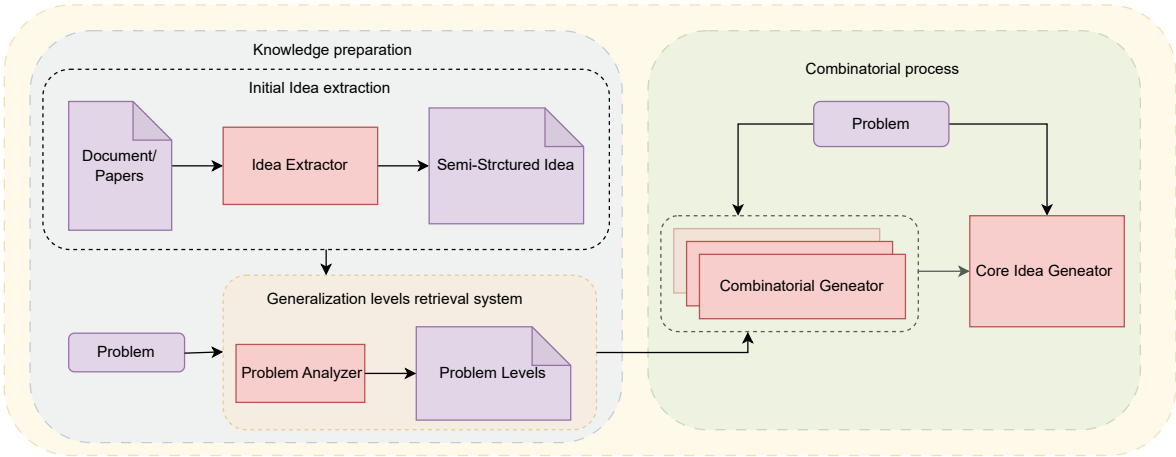 Knowledge preparation
Initial Idea extraction
Document/
Papers
Idea Extractor
Semi-Strctured Idea
Generalization levels retrieval system
Problem
Problem Analyzer
Problem Levels
Combinatorial process
Problem
Combinatorial Geneator
Core Idea Geneator